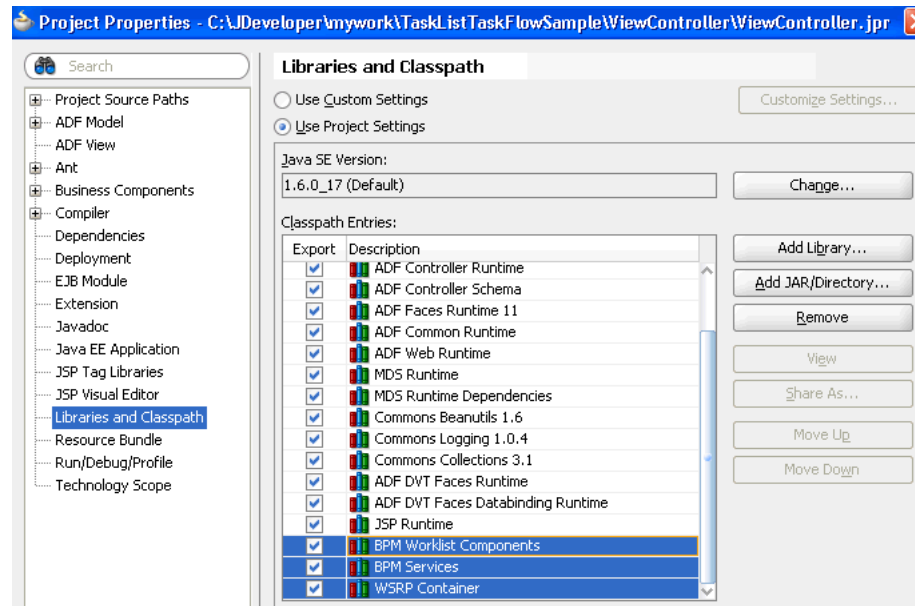 Project Properties - C:\JDeveloper\mywork\TaskListTaskFlowSample\ViewController\ViewController.jpr
Search
Project Source Paths
ADF Model
ADF View
Ant
Business Components
Compiler
Dependencies
Deployment
EJB Module
Extension
Javadoc
Java EE Application
JSP Tag Libraries
JSP Visual Editor
Libraries and Classpath
Resource Bundle
Run/Debug/Profile
Technology Scope
Libraries and Classpath
Use Custom Settings
Customize Settings...
Use Project Settings
Java SE Version:
1.6.0_17 (Default)
Change...
Classpath Entries:
Export Description
ADF Controller Runtime
ADF Controller Schema
ADF Faces Runtime 11
ADF Common Runtime
ADF Web Runtime
MDS Runtime
MDS Runtime Dependencies
Commons Beanutils 1.6
Commons Logging 1.0.4
Commons Collections 3.1
ADF DVT Faces Runtime
ADF DVT Faces Databinding Runtime
JSP Runtime
BPM Worklist Components
BPM Services
WSRP Container
Add Library...
Add JAR/Directory...
Remove
View
Share As...
Move Up
Move Down